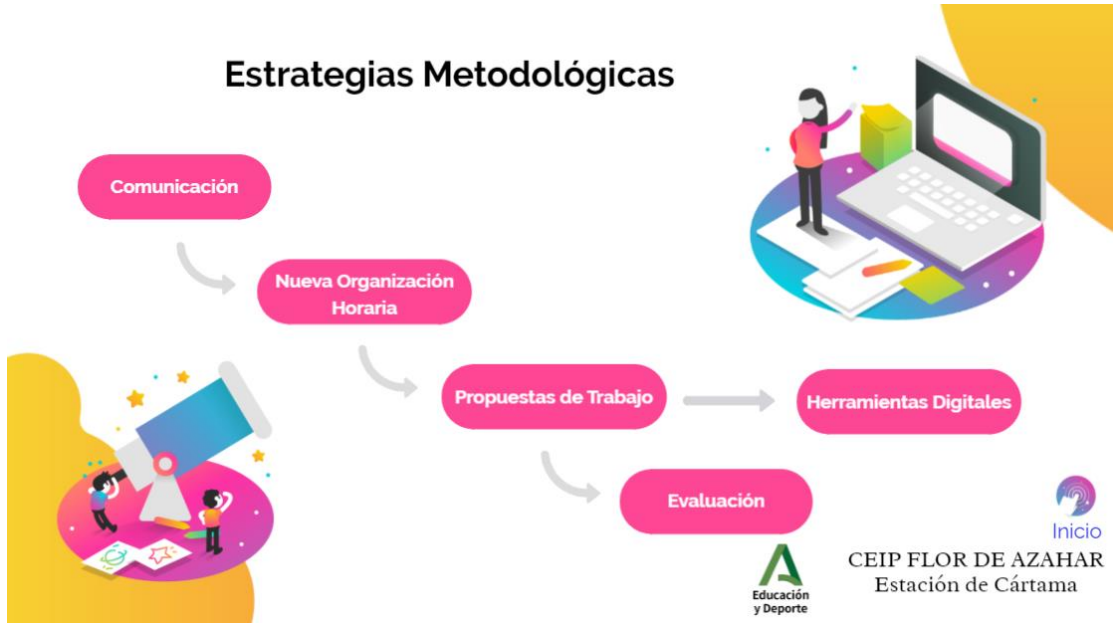 Estrategias Metodológicas
Comunicación
Nueva Organización
Horaria
Propuestas de Trabajo
Herramientas Digitales
Evaluación
Inicio
CEIP FLOR DE AZAHAR
Estación de Cártama
Educación
y Deporte